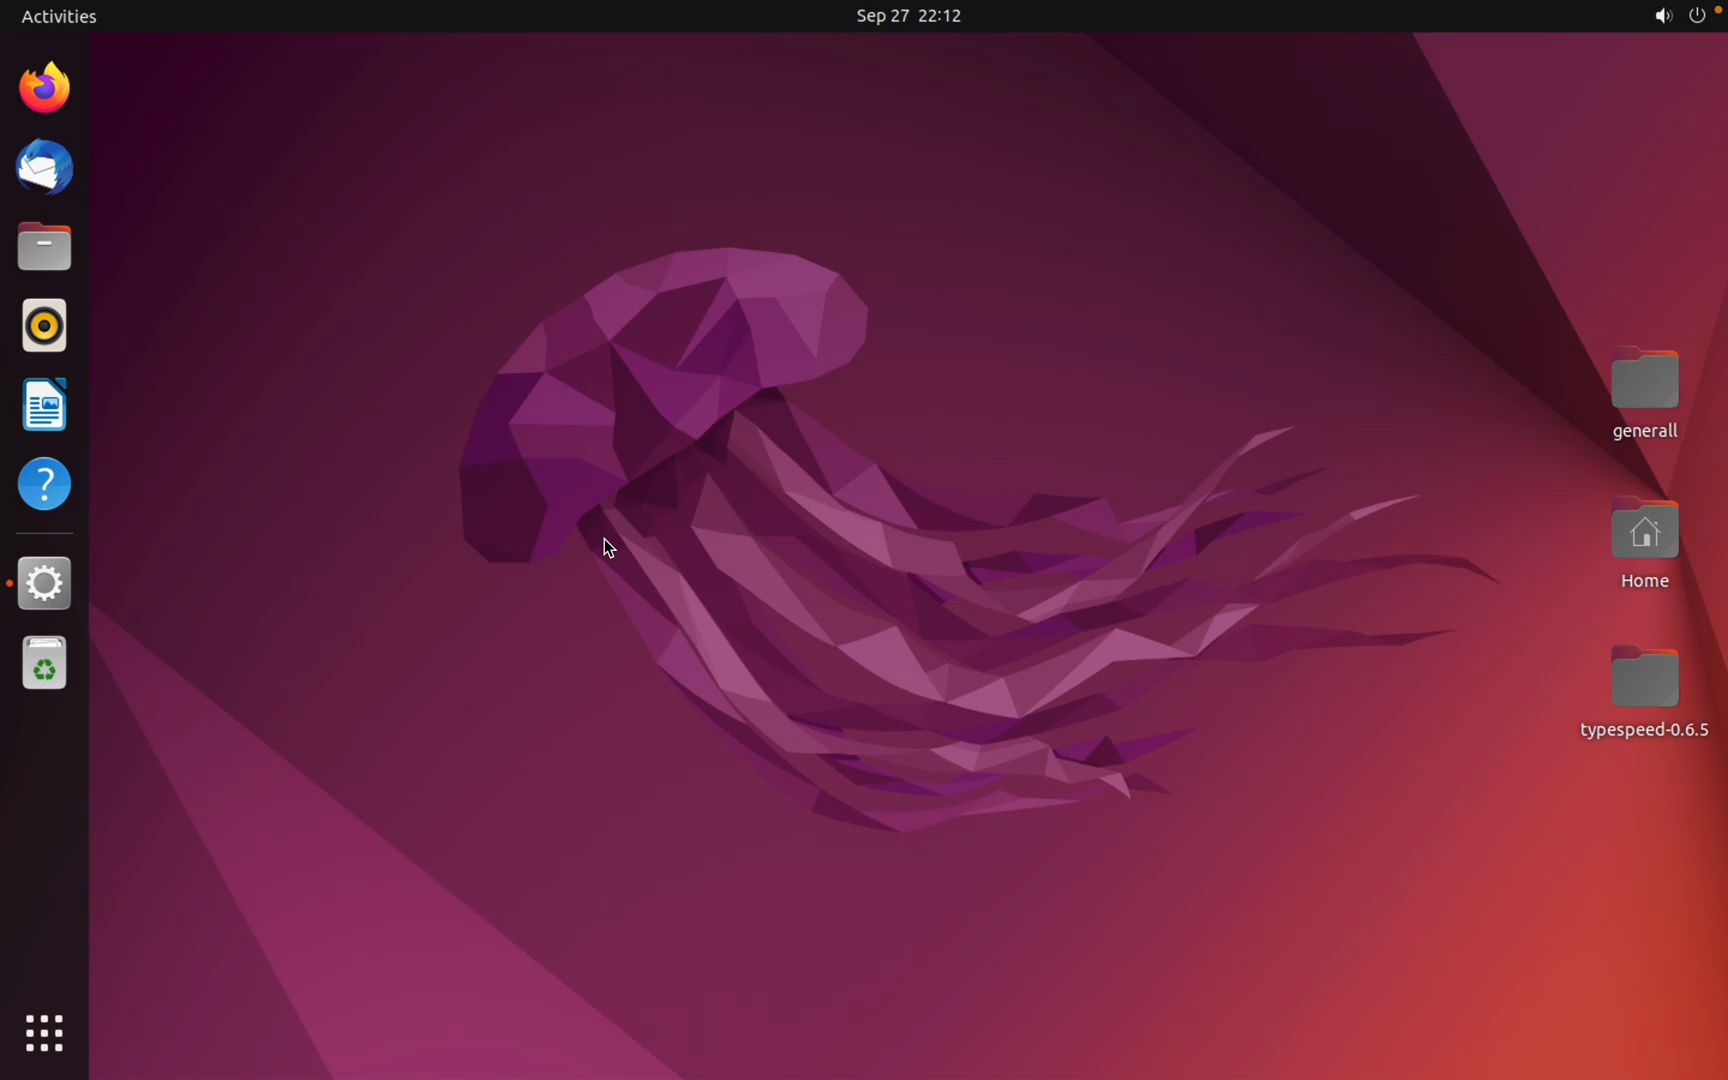 Activities
Sep 27 22:12
generall
Home
typespeed-0.6.5